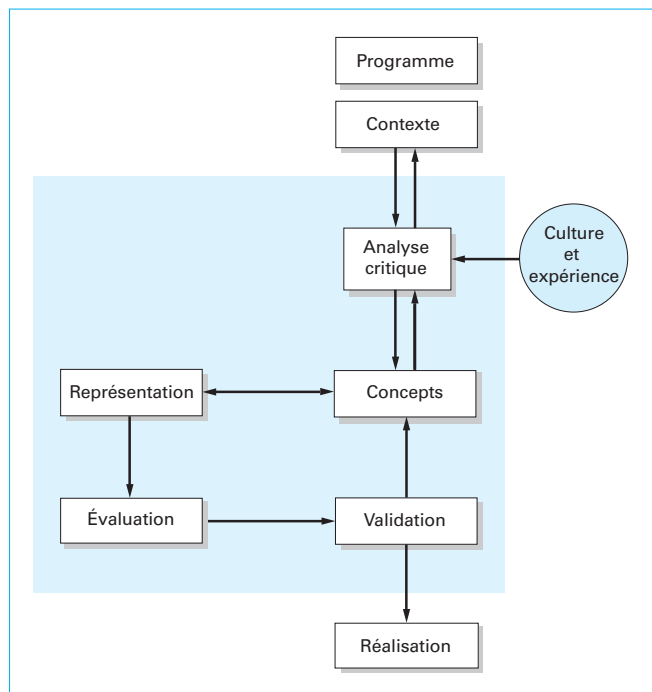 Programme
Contexte
Analyse
critique
Culture
et
expérience
Représentation
Concepts
Évaluation
Validation
Réalisation